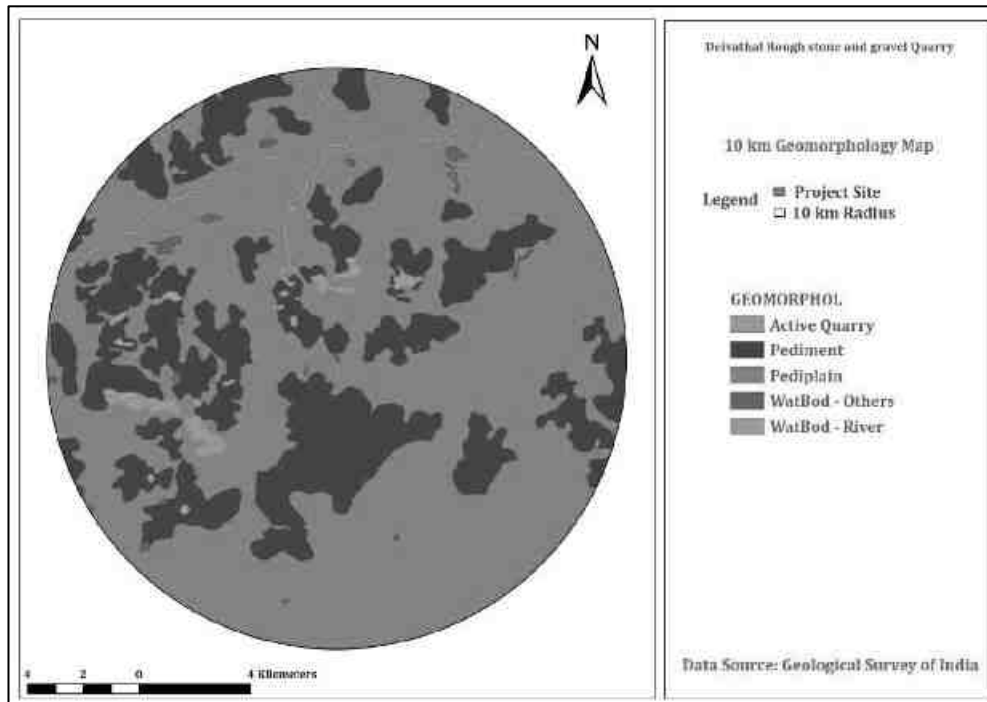 N
Deivathal Rough stone and gravel Quarry
10 km Geomorphology Map
Legend
Project Site
10 km Radius
GEOMORPHOL
Active Quarry
Pediment
Pediplain
WatBod - Others
WatBod - River
4 2 0 4 Kilometers
Data Source: Geological Survey of India